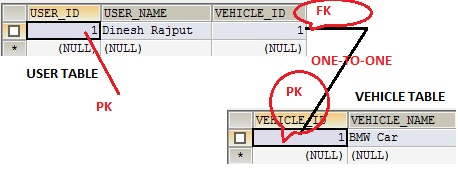 USER_ID USER_NAME VEHICLE_ID FK
1 Dinesh Rajput 1
* (NULL) (NULL) (NULL)
ONE-TO-ONE
USER TABLE
PK
PK VEHICLE TABLE
VEHICLE_ID VEHICLE_NAME
1 BMW Car
* (NULL) (NULL)